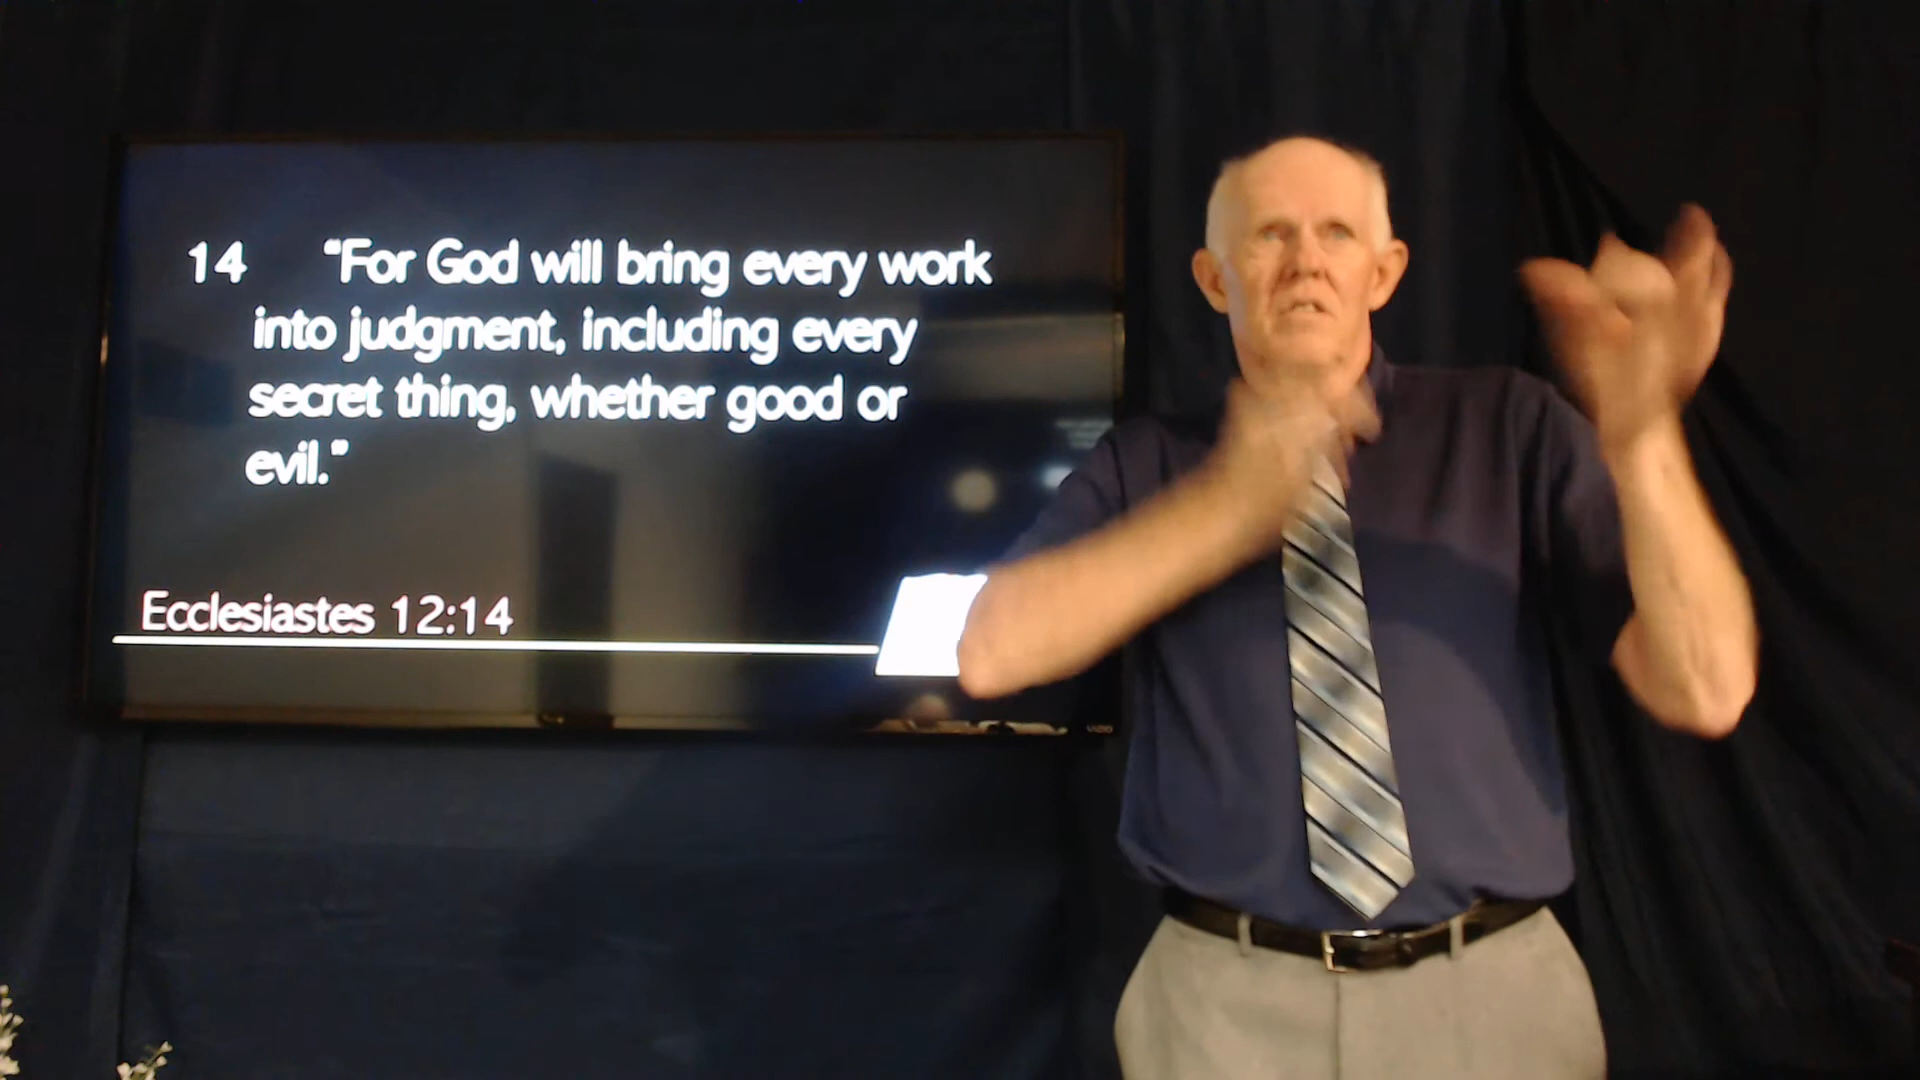 14 “For God will bring every work
into judgment, including every
secret thing, whether good or
evil.”
Ecclesiastes 12:14
VIZIO